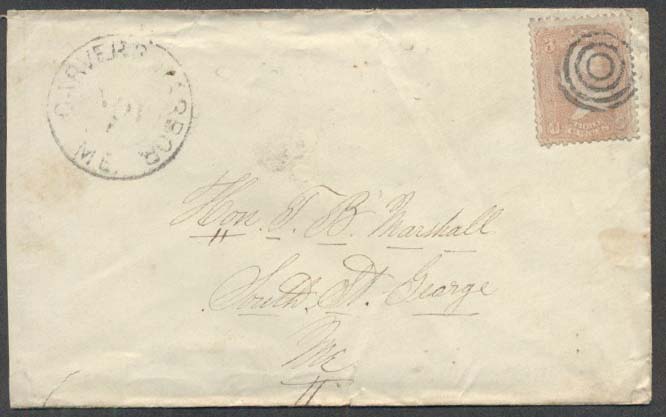 CARVER'S HARBOR
ME.
Hon. T. B. Marshall
South St. George
Me